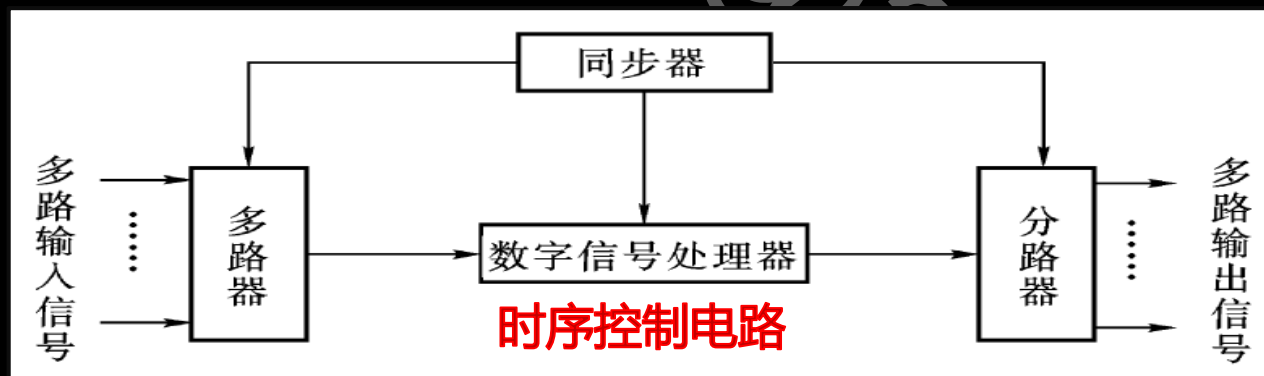 同步器
多路输入信号
多路器
数字信号处理器
分路器
多路输出信号
时序控制电路